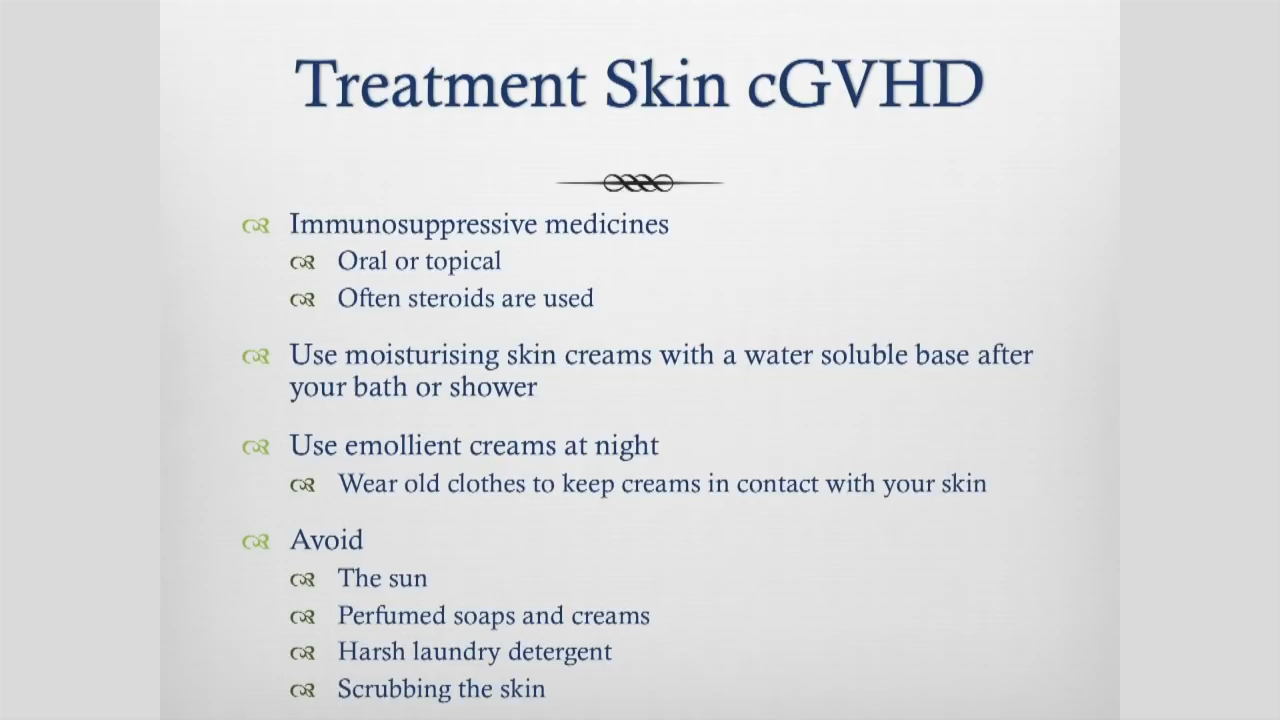 Treatment Skin cGVHD
Immunosuppressive medicines
Oral or topical
Often steroids are used
Use moisturising skin creams with a water soluble base after
your bath or shower
Use emollient creams at night
Wear old clothes to keep creams in contact with your skin
Avoid
The sun
Perfumed soaps and creams
Harsh laundry detergent
Scrubbing the skin